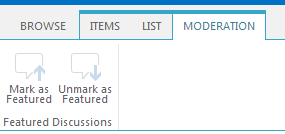 BROWSE ITEMS LIST MODERATION
Mark as Unmark as
Featured Featured
Featured Discussions